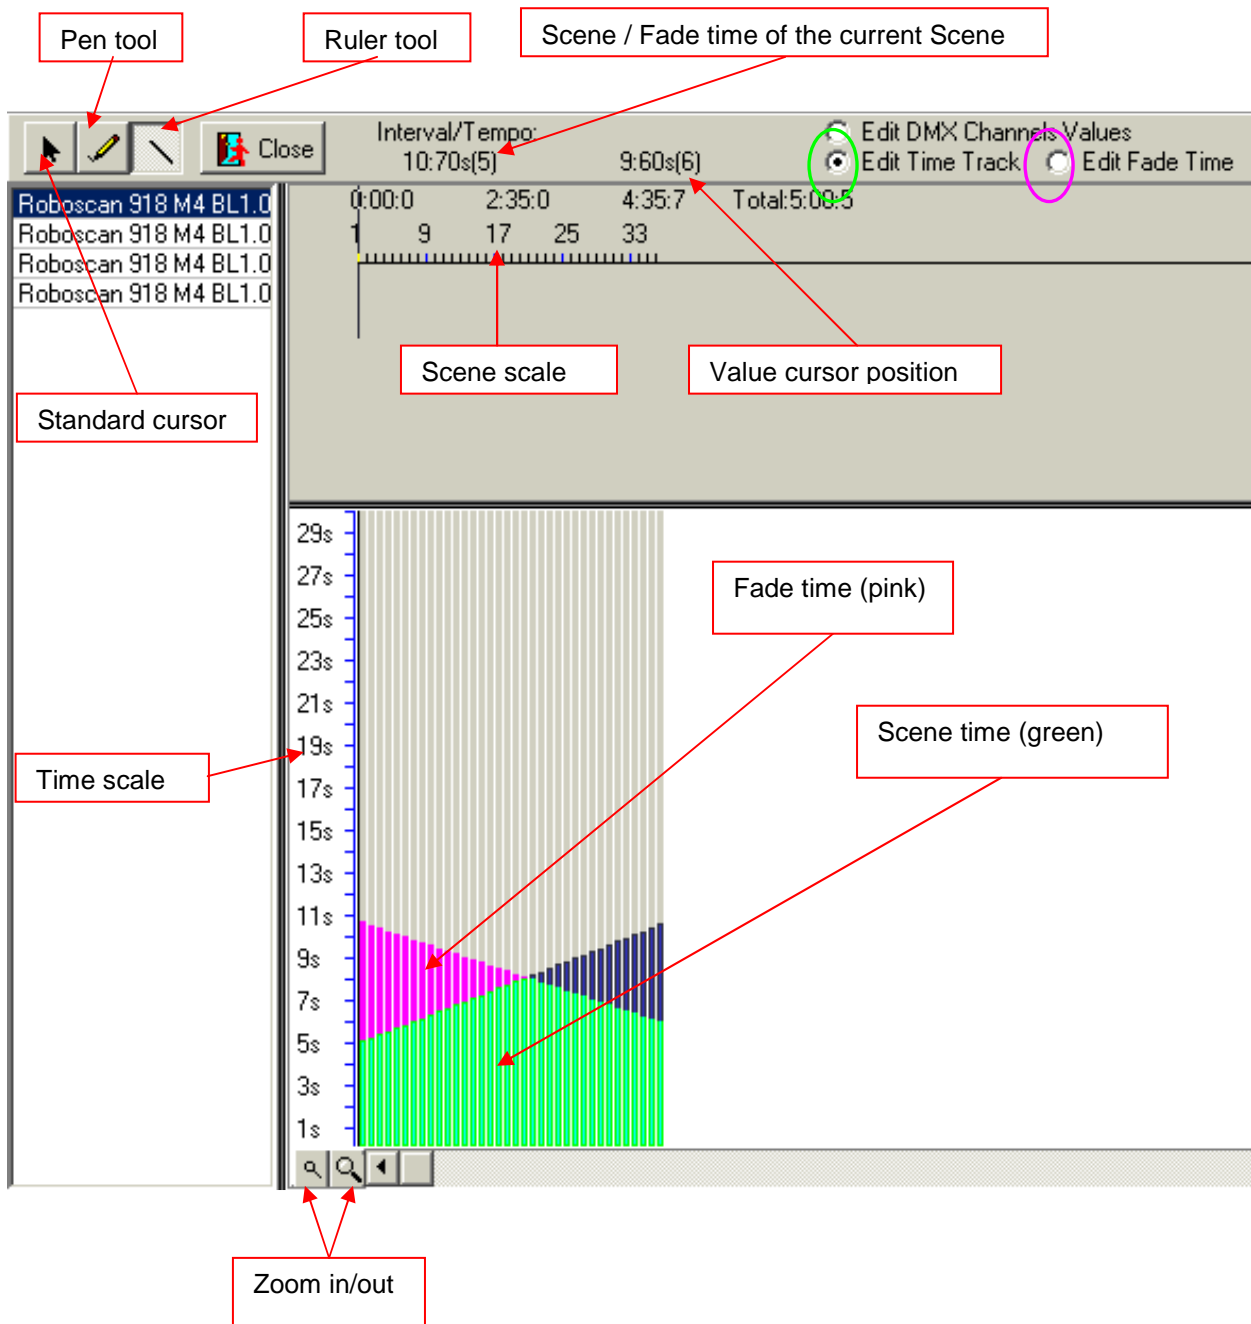 Pen tool
Ruler tool
Scene / Fade time of the current Scene
Close
Interval/Tempo:
10:70s(5)
9:60s(6)
Edit DMX Channels Values
Edit Time Track
Edit Fade Time
Roboscan 918 M4 BL1.0
Roboscan 918 M4 BL1.0
Roboscan 918 M4 BL1.0
Roboscan 918 M4 BL1.0
0:00:0 2:35:0 4:35:7 Total:5:09:5
1 9 17 25 33
Scene scale
Value cursor position
Standard cursor
29s
27s
25s
23s
21s
19s
17s
15s
13s
11s
9s
7s
5s
3s
1s
Fade time (pink)
Scene time (green)
Time scale
Zoom in/out